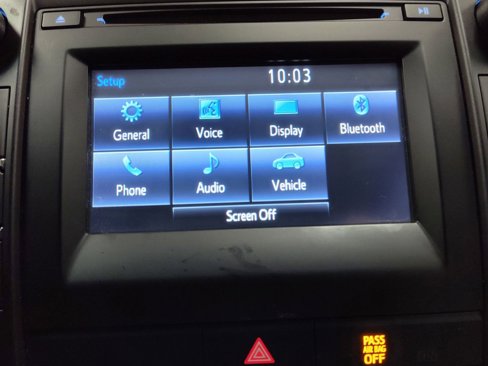 Setup
10:03
General
Voice
Display
Bluetooth
Phone
Audio
Vehicle
Screen Off
PASS
AIR BAG
OFF